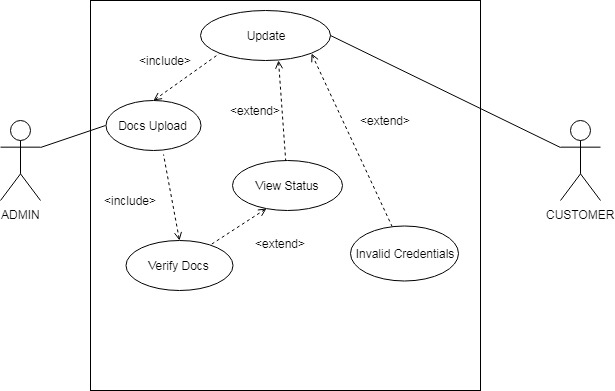 Update
<include>
Docs Upload
<extend>
<extend>
ADMIN
View Status
CUSTOMER
<include>
<extend>
Verify Docs
Invalid Credentials